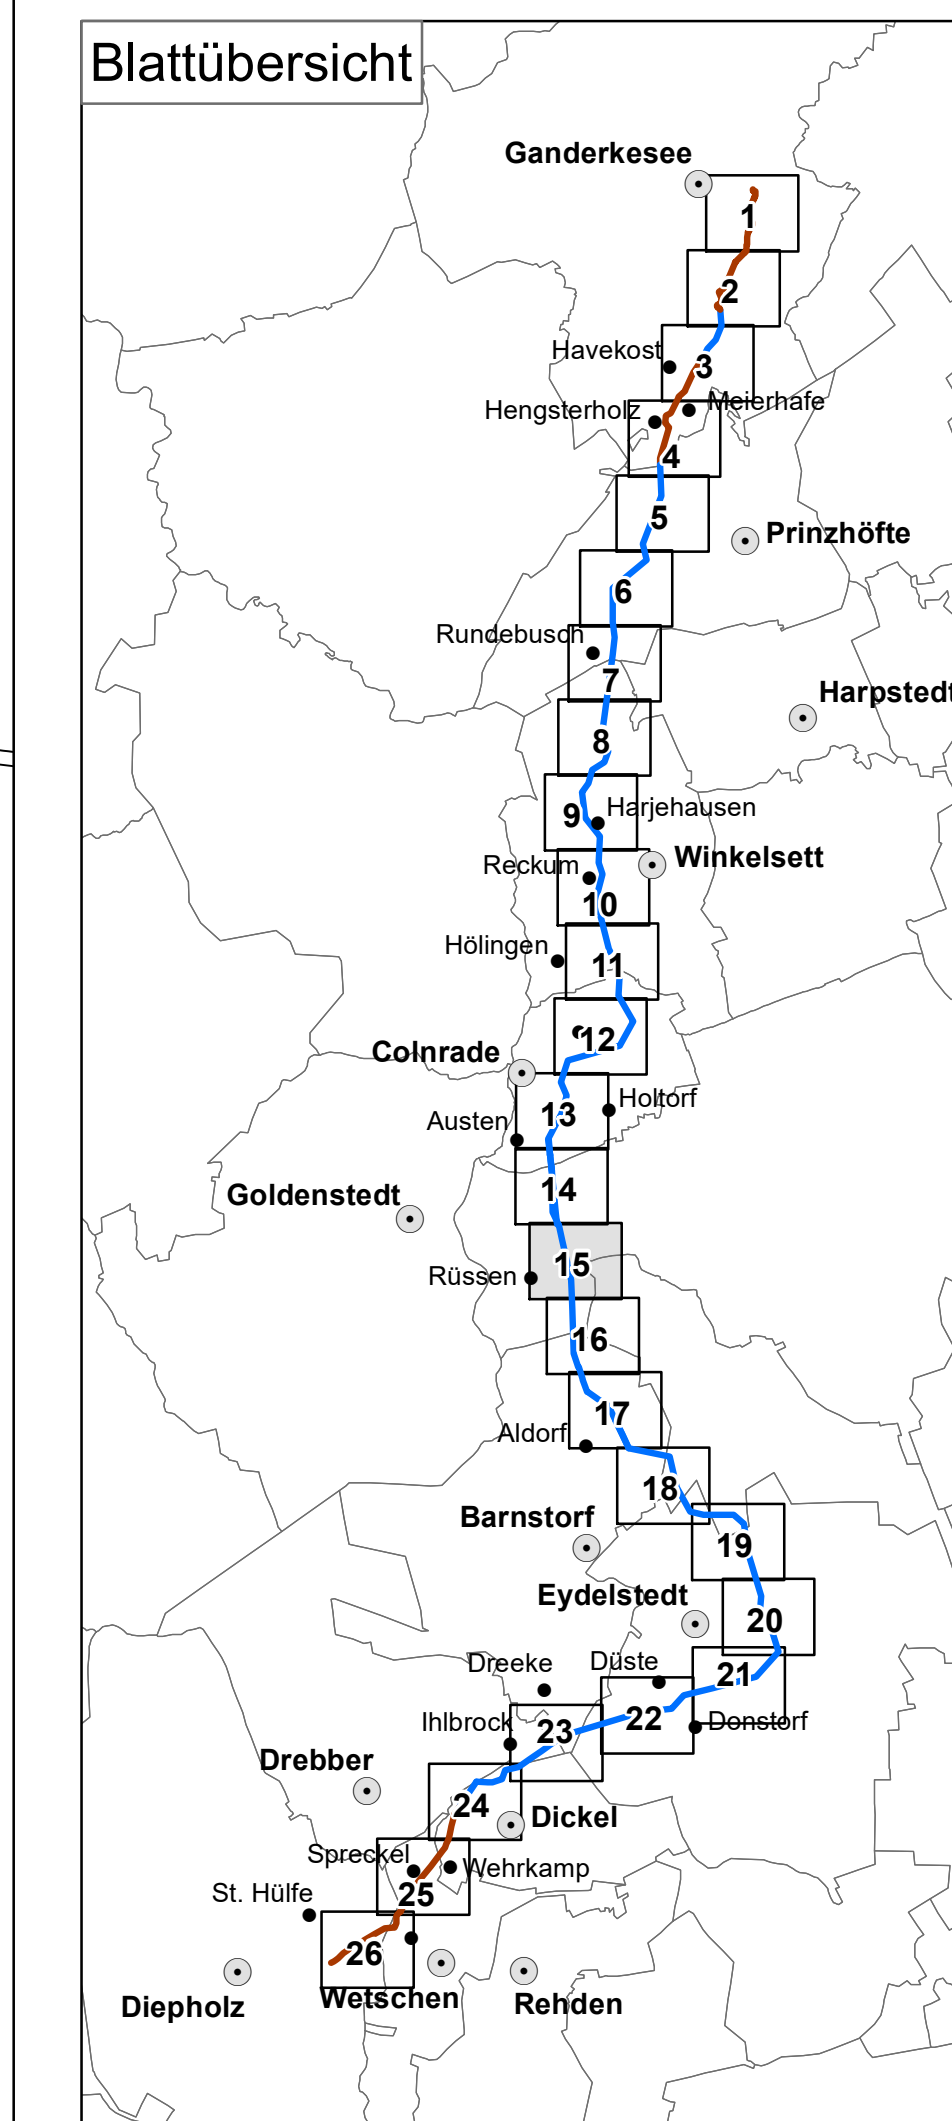 Blattübersicht
Ganderkesee
1
2
Havekost
3
Meierhafe
Hengsterholz
4
5
Prinzhöfte
6
Rundebusch
7
Harpstedt
8
Harjehausen
9
Winkelsett
Reckum
10
Hölingen
11
12
Colnrade
Holtorf
13
Austen
14
Goldenstedt
15
Rüssen
16
17
Aldorf
18
Barnstorf
19
Eydelstedt
20
Dreeke
Düste
21
Ihlbrock
22
Donstorf
23
Drebber
24
Dickel
Spreckel
Wehrkamp
St. Hülfe
25
26
Wetschen
Diepholz
Rehden